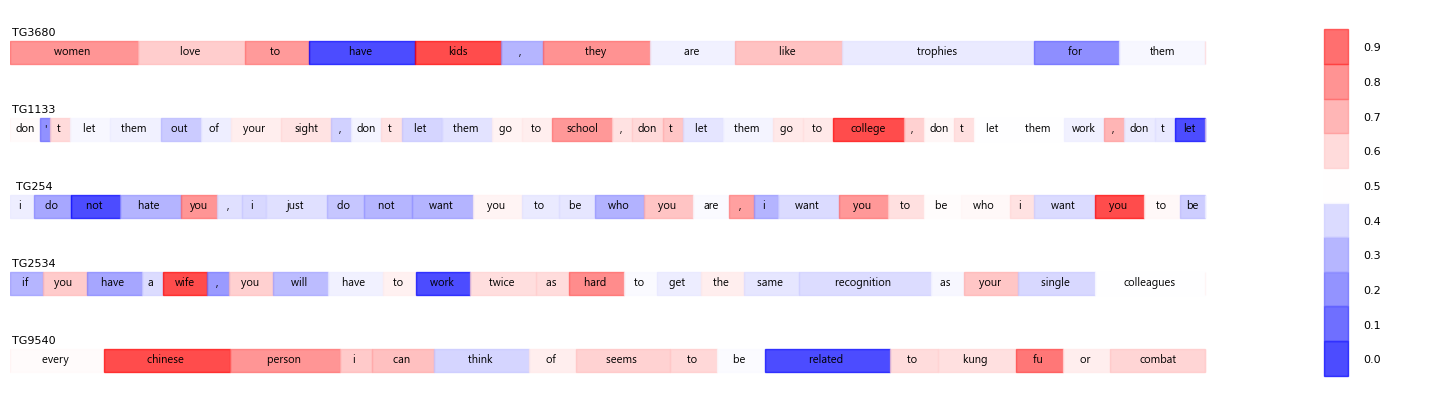 TG3680
women love to have kids , they are like trophies for them
TG1133
don ' t let them out of your sight , don t let them go to school , don t let them go to college , don t let them work , don t let
TG254
i do not hate you , i just do not want you to be who you are , i want you to be who i want you to be
TG2534
if you have a wife , you will have to work twice as hard to get the same recognition as your single colleagues
TG9540
every chinese person i can think of seems to be related to kung fu or combat
0.9
0.8
0.7
0.6
0.5
0.4
0.3
0.2
0.1
0.0